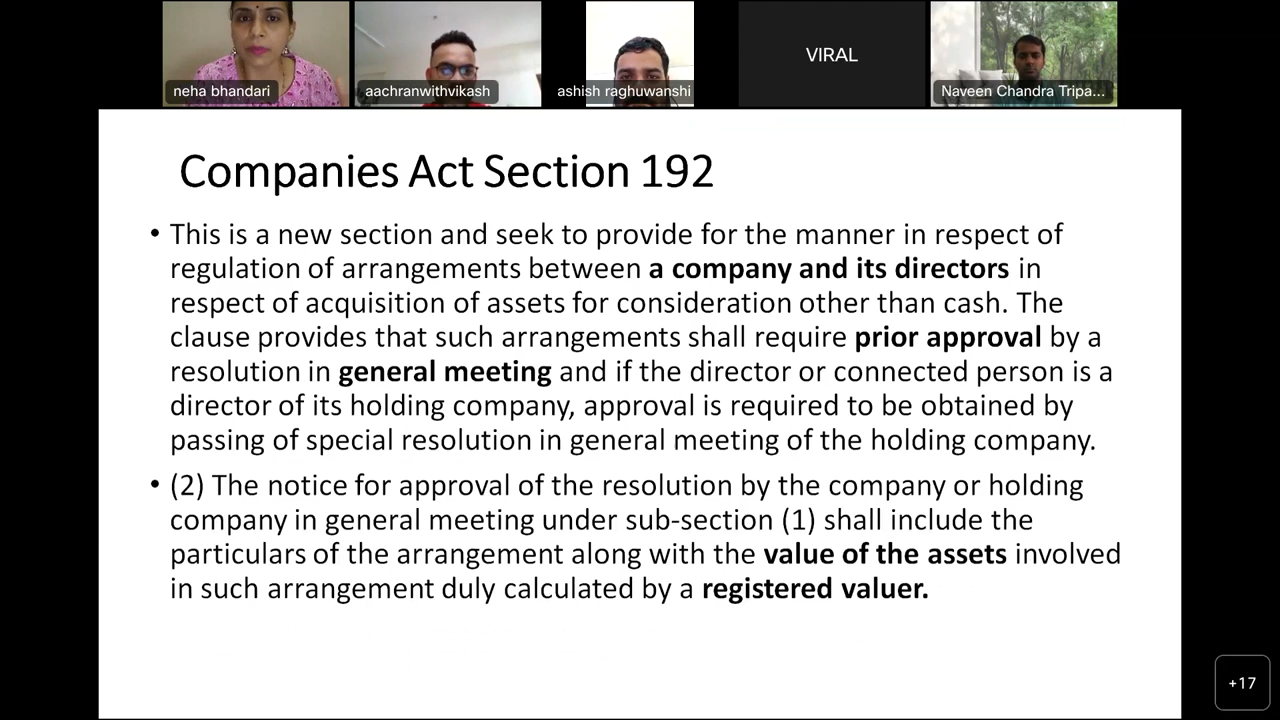 neha bhandari
aachranwithvikash
ashish raghuwanshi
VIRAL
Naveen Chandra Tripa...
Companies Act Section 192
• This is a new section and seek to provide for the manner in respect of
regulation of arrangements between a company and its directors in
respect of acquisition of assets for consideration other than cash. The
clause provides that such arrangements shall require prior approval by a
resolution in general meeting and if the director or connected person is a
director of its holding company, approval is required to be obtained by
passing of special resolution in general meeting of the holding company.
• (2) The notice for approval of the resolution by the company or holding
company in general meeting under sub-section (1) shall include the
particulars of the arrangement along with the value of the assets involved
in such arrangement duly calculated by a registered valuer.
+17